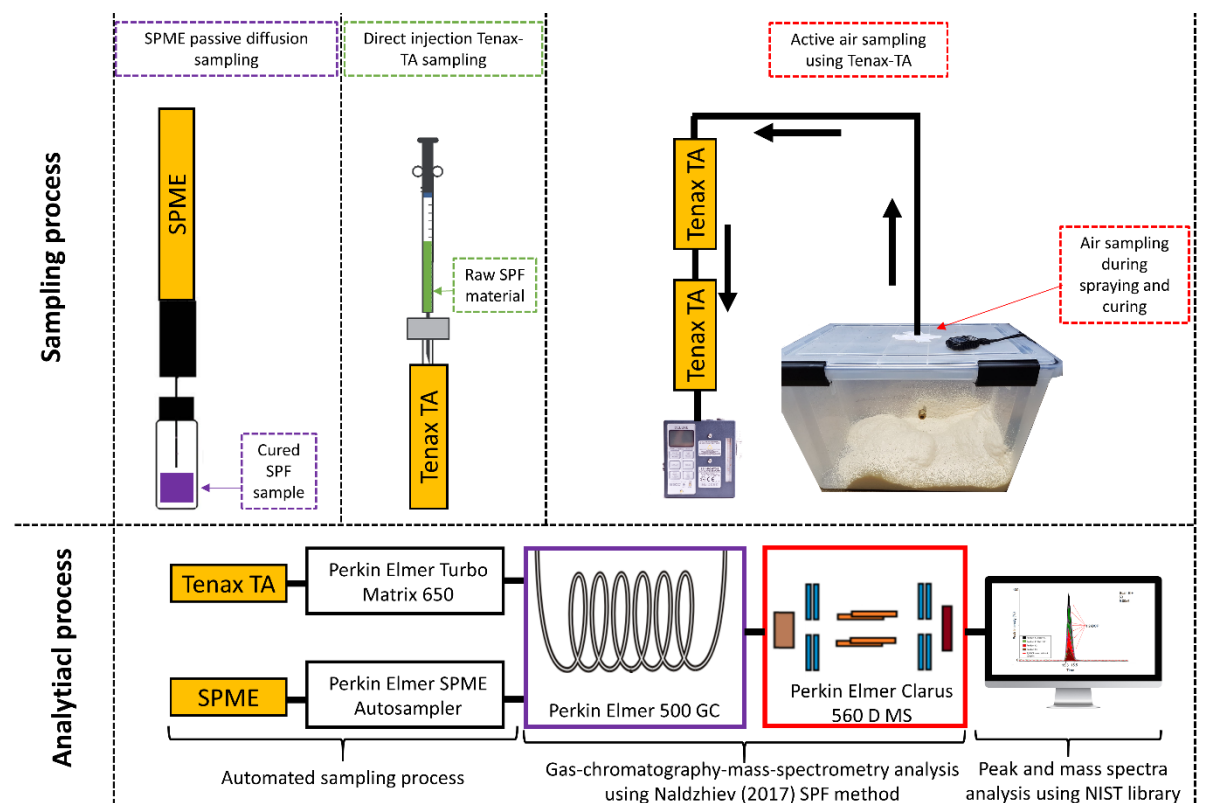 Sampling process
SPME passive diffusion
sampling
Direct injection Tenax-
TA sampling
Active air sampling
using Tenax-TA
SPME
Cured
SPF
sample
Raw SPF
material
Tenax TA
Tenax TA
Tenax TA
Air sampling
during
spraying and
curing
Analytiacl process
Tenax TA
Perkin Elmer Turbo
Matrix 650
SPME
Perkin Elmer SPME
Autosampler
Perkin Elmer 500 GC
Perkin Elmer Clarus
560 D MS
Automated sampling process
Gas-chromatography-mass-spectrometry analysis
using Naldzhiev (2017) SPF method
Peak and mass spectra
analysis using NIST library